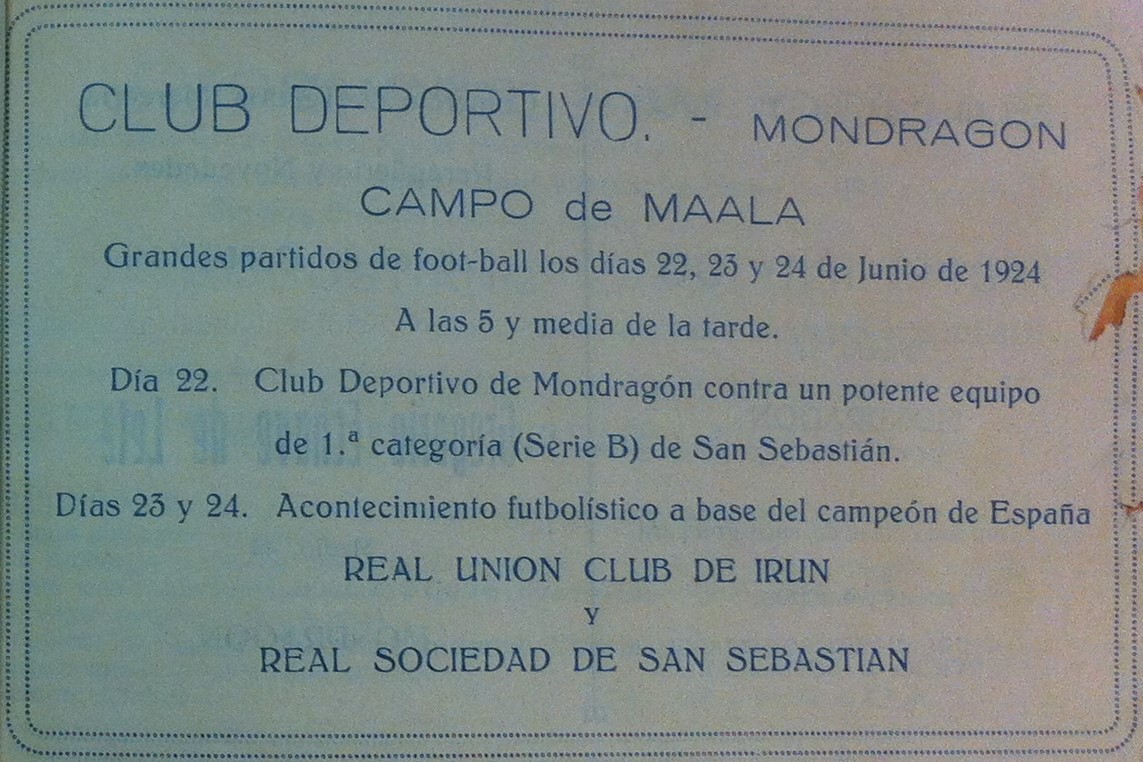 CLUB DEPORTIVO. - MONDRAGON
CAMPO de MAALA
Grandes partidos de foot-ball los días 22, 23 y 24 de Junio de 1924
A las 5 y media de la tarde.
Día 22. Club Deportivo de Mondragón contra un potente equipo
de 1.ª categoría (Serie B) de San Sebastián.
Días 23 y 24. Acontecimiento futbolístico a base del campeón de España
REAL UNION CLUB DE IRUN
y
REAL SOCIEDAD DE SAN SEBASTIAN